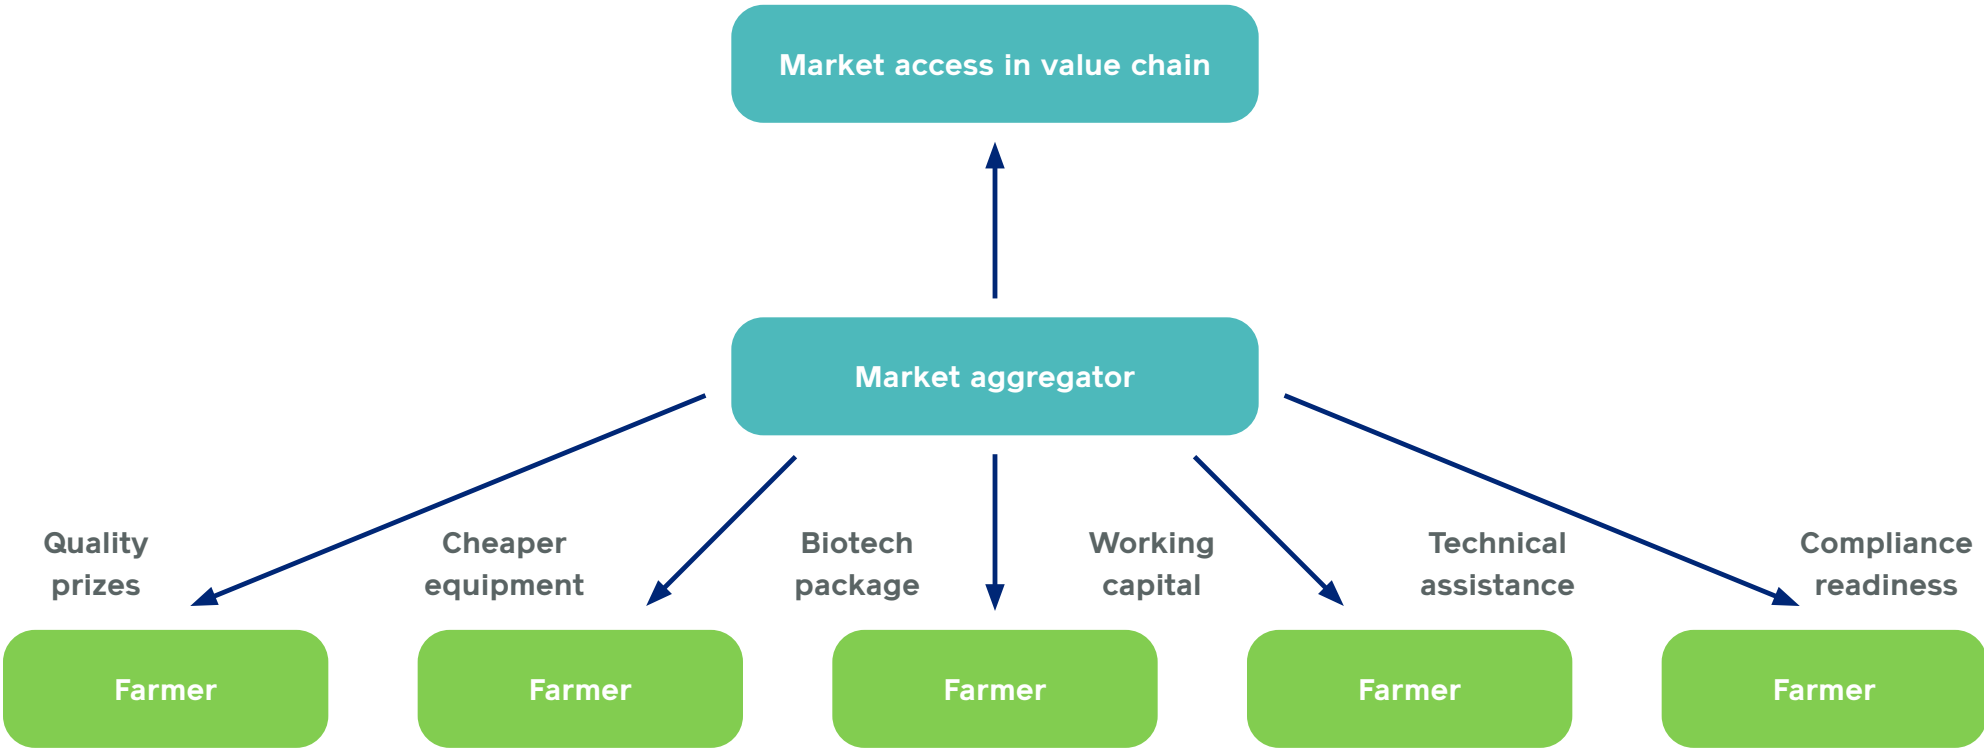 Market access in value chain
Market aggregator
Quality
prizes
Cheaper
equipment
Biotech
package
Working
capital
Technical
assistance
Compliance
readiness
Farmer
Farmer
Farmer
Farmer
Farmer